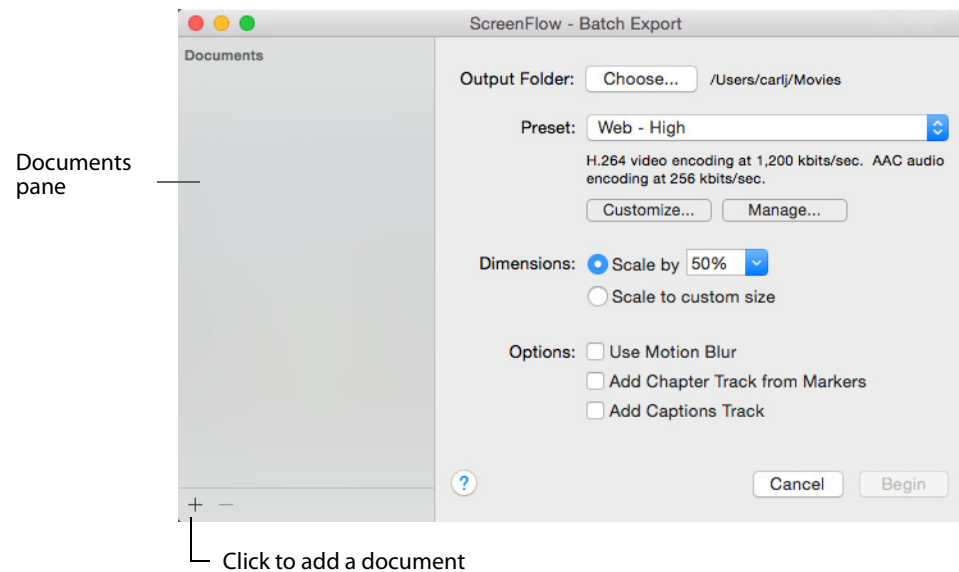 ScreenFlow - Batch Export
Documents
Output Folder: Choose... /Users/carlj/Movies
Preset: Web - High
H.264 video encoding at 1,200 kbits/sec. AAC audio
encoding at 256 kbits/sec.
Customize... Manage...
Documents
pane
Dimensions: Scale by 50%
Scale to custom size
Options: Use Motion Blur
Add Chapter Track from Markers
Add Captions Track
? Cancel Begin
+ −
Click to add a document